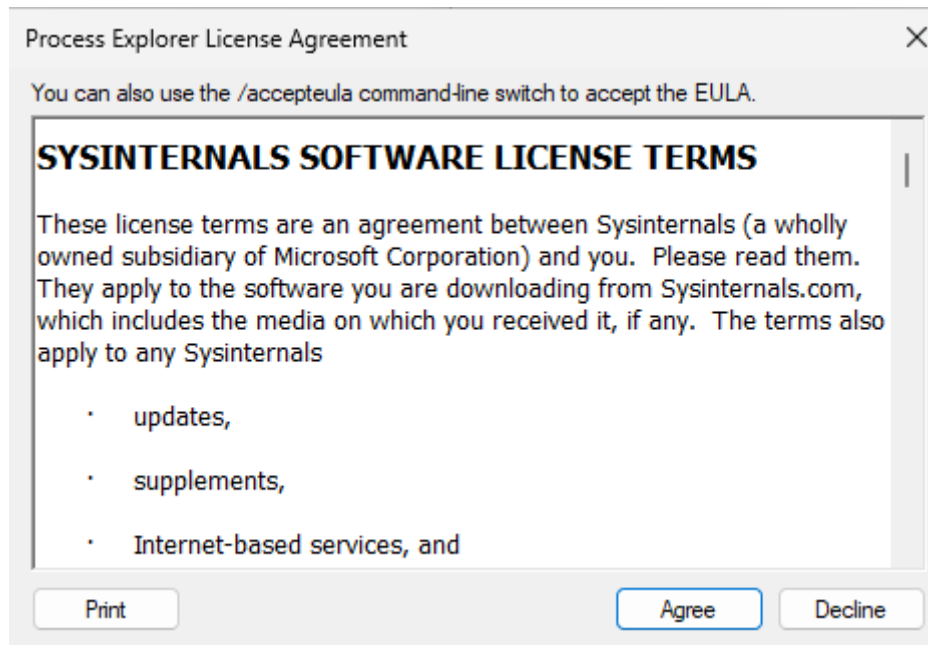 Process Explorer License Agreement
You can also use the /accepteula command-line switch to accept the EULA.
SYSINTERNALS SOFTWARE LICENSE TERMS
These license terms are an agreement between Sysinternals (a wholly
owned subsidiary of Microsoft Corporation) and you.  Please read them.
They apply to the software you are downloading from Sysinternals.com,
which includes the media on which you received it, if any.  The terms also
apply to any Sysinternals
· updates,
· supplements,
· Internet-based services, and
Print Agree Decline